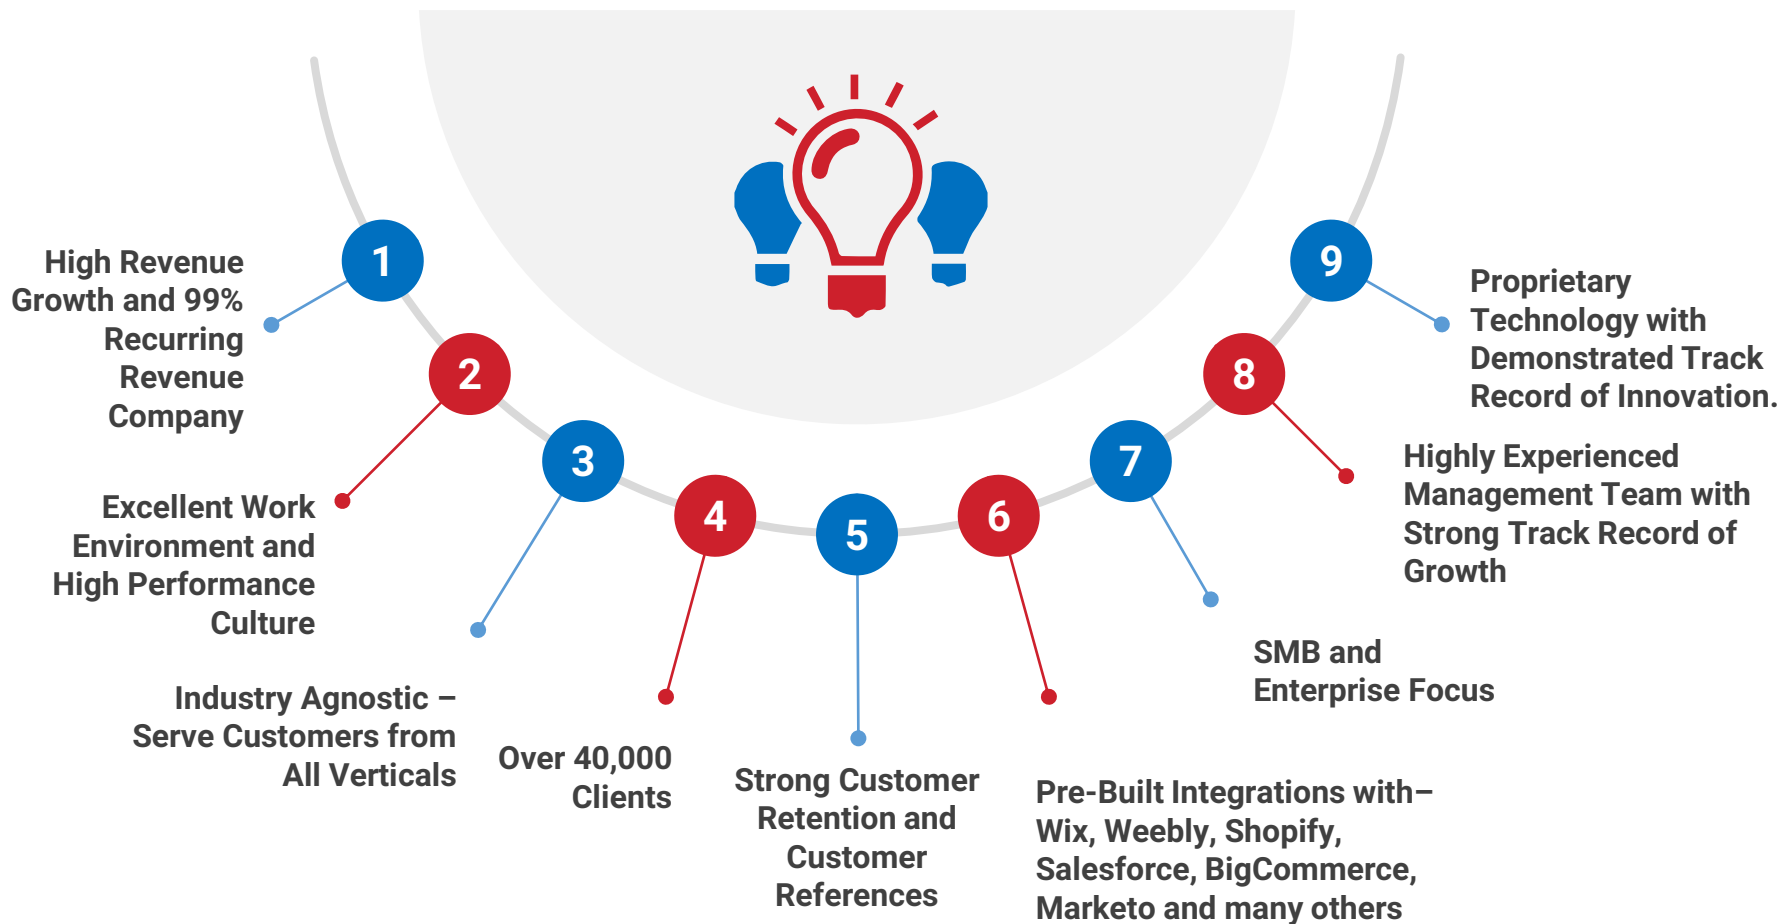 1
High Revenue
Growth and 99%
Recurring
Revenue
Company
2
Excellent Work
Environment and
High Performance
Culture
3
Industry Agnostic –
Serve Customers from
All Verticals
4
Over 40,000
Clients
5
Strong Customer
Retention and
Customer
References
6
Pre-Built Integrations with–
Wix, Weebly, Shopify,
Salesforce, BigCommerce,
Marketo and many others
7
SMB and
Enterprise Focus
8
Highly Experienced
Management Team with
Strong Track Record of
Growth
9
Proprietary
Technology with
Demonstrated Track
Record of Innovation.